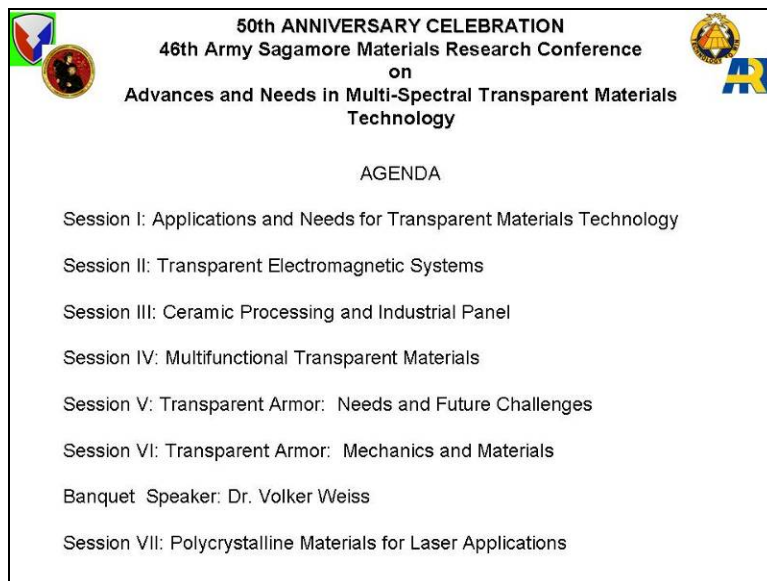 50th ANNIVERSARY CELEBRATION
46th Army Sagamore Materials Research Conference
on
Advances and Needs in Multi-Spectral Transparent Materials
Technology
AGENDA
Session I: Applications and Needs for Transparent Materials Technology
Session II: Transparent Electromagnetic Systems
Session III: Ceramic Processing and Industrial Panel
Session IV: Multifunctional Transparent Materials
Session V: Transparent Armor: Needs and Future Challenges
Session VI: Transparent Armor: Mechanics and Materials
Banquet Speaker: Dr. Volker Weiss
Session VII: Polycrystalline Materials for Laser Applications